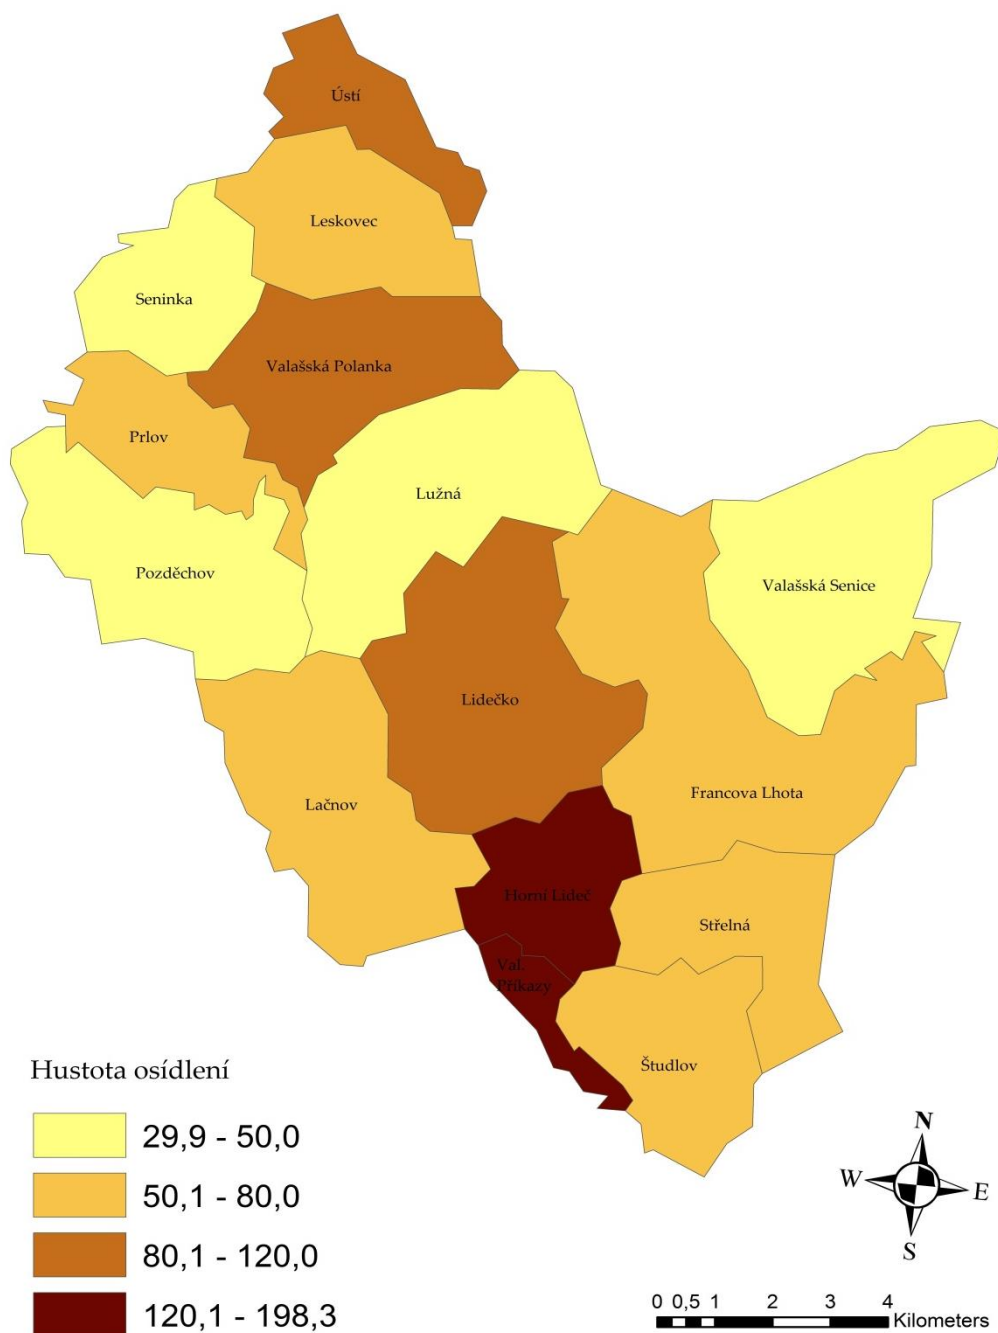 Ústí
Leskovec
Seninka
Valašská Polanka
Prlov
Lužná
Pozděchov
Valašská Senice
Lidečko
Lačnov
Francova Lhota
Horní Lideč
Střelná
Val.
Příkazy
Študlov
Hustota osídlení
29,9 - 50,0
50,1 - 80,0
80,1 - 120,0
120,1 - 198,3
N
W
E
S
0 0,5 1 2 3 4
Kilometers